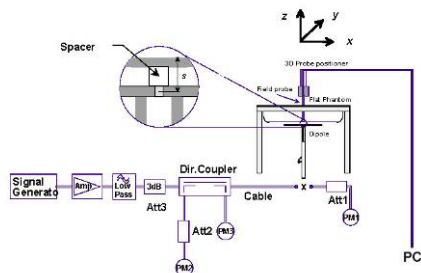 z
y
x
Spacer
s
3D Probe positioner
Field probe
Flat Phantom
Dipole
Signal
Generato
Amp
Low
Pass
3dB
Att3
Dir.Coupler
Cable
x
Att1
PM1
Att2
PM3
PM2
PC